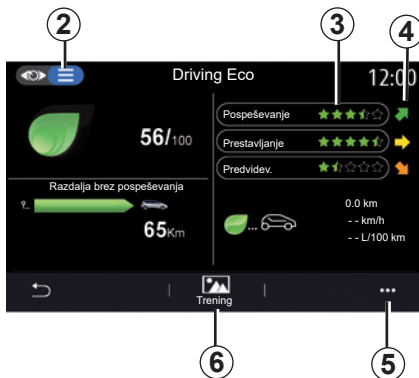 2
3
4
Driving Eco
12:00
56/100
Pospeševanje
Prestavljanje
Predvidev.
Razdalja brez pospeševanja
65Km
0.0 km
- - km/h
- - L/100 km
...
Trening
...
6
5